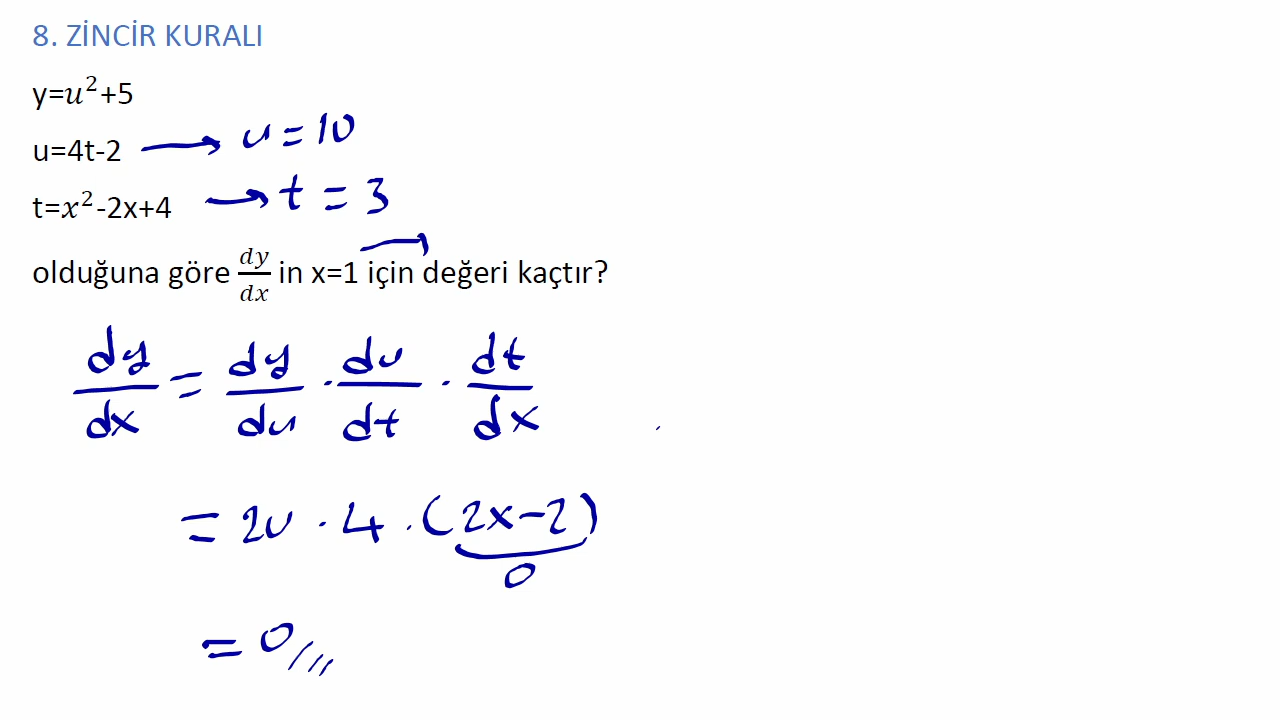 8. ZİNCİR KURALI
y=u²+5
u=4t-2 → u = 10
t=x²-2x+4 → t = 3
olduğuna göre dy/dx in x=1 için değeri kaçtır?
dy/dx = dy/du · du/dt · dt/dx
= 2u · 4 · (2x-2)
0
= 0